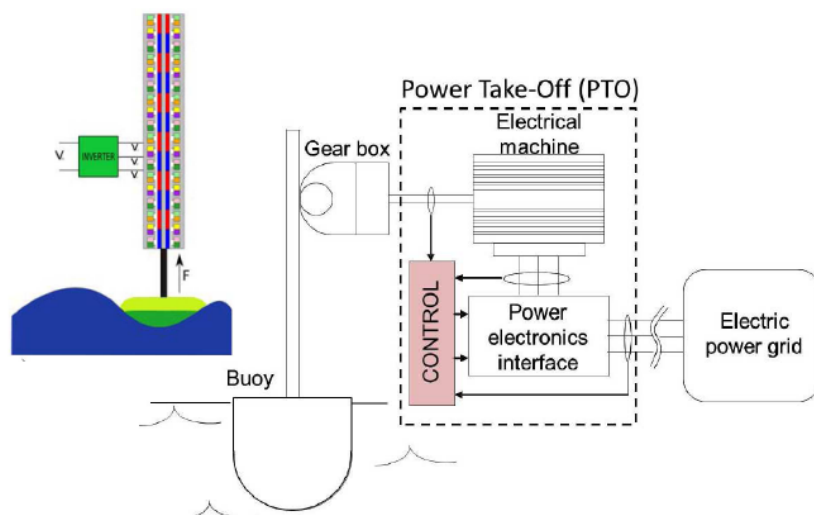 V
INVERTER
V
V
V
F
Power Take-Off (PTO)
Electrical
machine
Gear box
CONTROL
Power
electronics
interface
Electric
power grid
Buoy